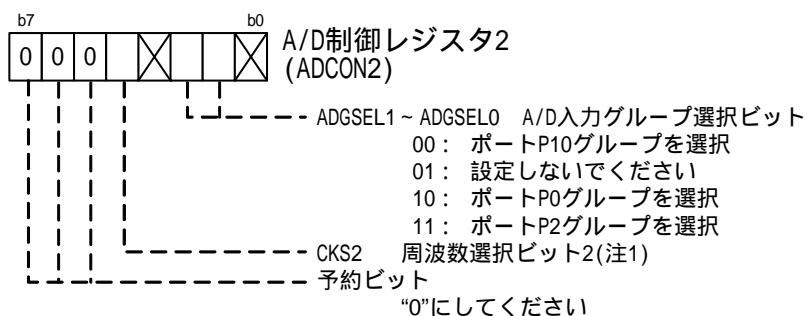 b7 b0
0 0 0
A/D制御レジスタ2
(ADCON2)
ADGSEL1~ADGSEL0 A/D入力グループ選択ビット
00: ポートP10グループを選択
01: 設定しないでください
10: ポートP0グループを選択
11: ポートP2グループを選択
CKS2 周波数選択ビット2(注1)
予約ビット
“0”にしてください